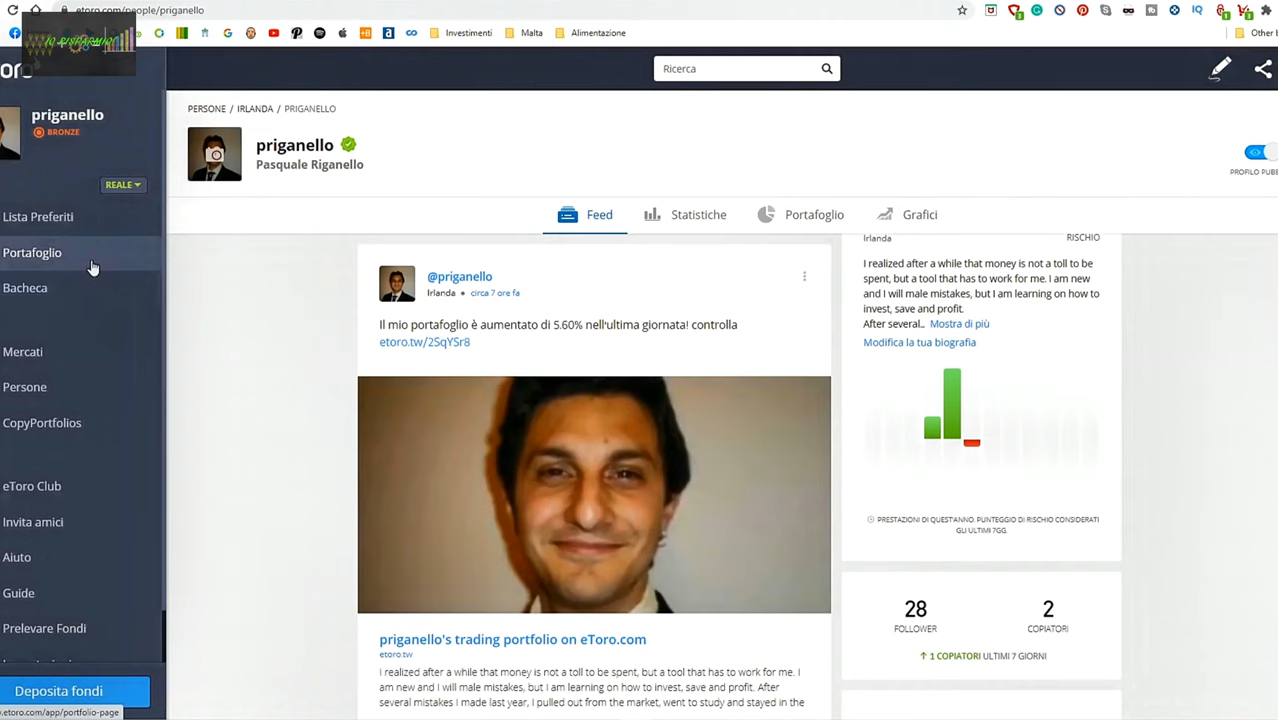 etoro.com/people/priganello
Investimenti
Malta
Alimentazione
Other
IO RISPARMIO!
priganello
BRONZE
REALE
Lista Preferiti
Portafoglio
Bacheca
Mercati
Persone
CopyPortfolios
eToro Club
Invita amici
Aiuto
Guide
Prelevare Fondi
Deposita fondi
.etoro.com/app/portfolio-page
Ricerca
PERSONE / IRLANDA / PRIGANELLO
priganello
Pasquale Riganello
PROFILO PUBB
Feed
Statistiche
Portafoglio
Grafici
@priganello
Irlanda • circa 7 ore fa
Il mio portafoglio è aumentato di 5.60% nell'ultima giornata! controlla
etoro.tw/2SqYSr8
priganello's trading portfolio on eToro.com
etoro.tw
I realized after a while that money is not a toll to be spent, but a tool that has to work for me. I
am new and I will male mistakes, but I am learning on how to invest, save and profit. After
several mistakes I made last year, I pulled out from the market, went to study and stayed in the
Irlanda
RISCHIO
I realized after a while that money is not a toll to be
spent, but a tool that has to work for me. I am new
and I will male mistakes, but I am learning on how to
invest, save and profit.
After several.. Mostra di più
Modifica la tua biografia
PRESTAZIONI DI QUEST'ANNO. PUNTEGGIO DI RISCHIO CONSIDERATI
GLI ULTIMI 7GG.
28
FOLLOWER
2
COPIATORI
1 COPIATORI ULTIMI 7 GIORNI